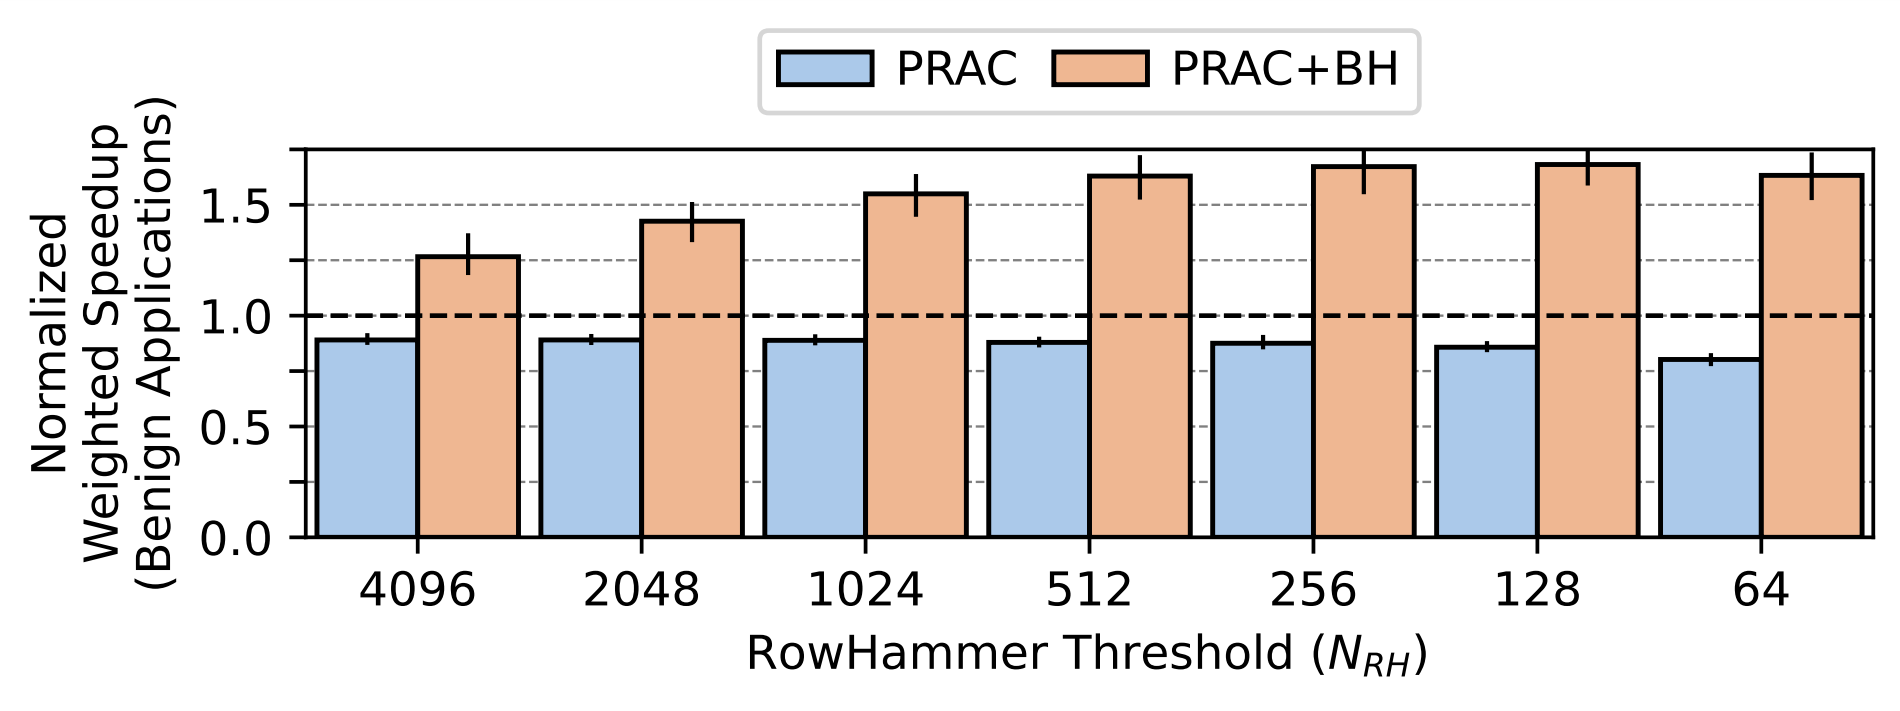 PRAC PRAC+BH
Normalized
Weighted Speedup
(Benign Applications)
1.5
1.0
0.5
0.0
4096 2048 1024 512 256 128 64
RowHammer Threshold (N_RH)